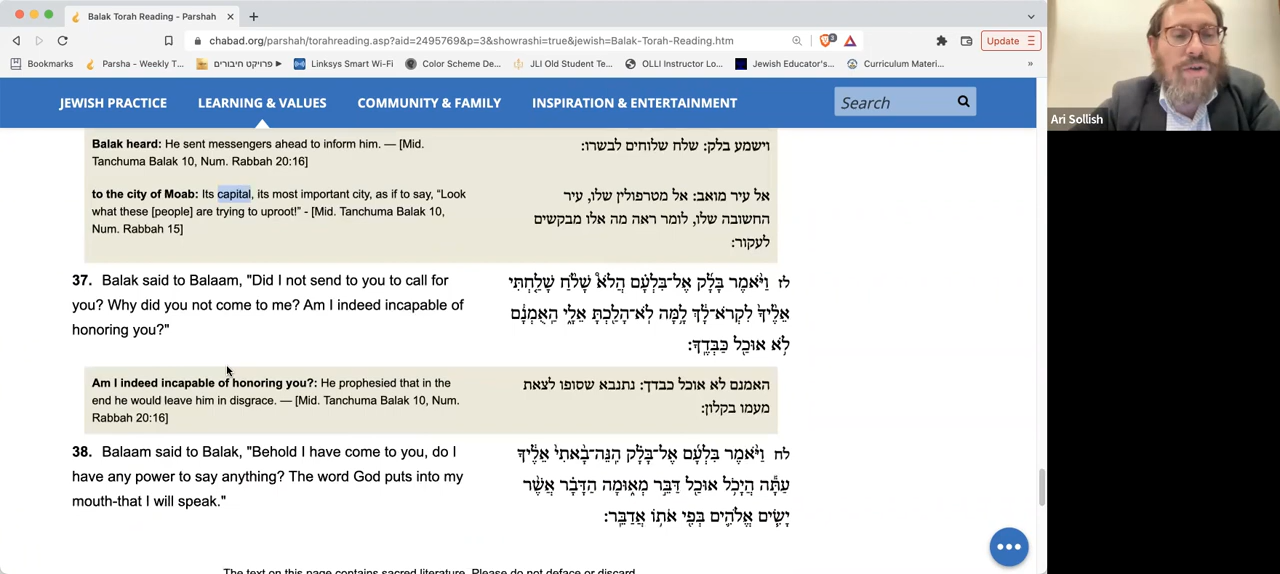 Balak Torah Reading - Parshah
chabad.org/parshah/torahreading.asp?aid=2495769&p=3&showrashi=true&jewish=Balak-Torah-Reading.htm
3
Update
Bookmarks
Parsha - Weekly T...
פרוייקט חיבורים
Linksys Smart Wi-Fi
Color Scheme De...
JLI Old Student Te...
OLLI Instructor Lo...
Jewish Educator's...
Curriculum Materi...
Ari Sollish
JEWISH PRACTICE
LEARNING & VALUES
COMMUNITY & FAMILY
INSPIRATION & ENTERTAINMENT
Search
Balak heard: He sent messengers ahead to inform him. — [Mid.
Tanchuma Balak 10, Num. Rabbah 20:16]
וישמע בלק: שלח שלוחים לבשרו:
to the city of Moab: Its capital, its most important city, as if to say, “Look
what these [people] are trying to uproot!” - [Mid. Tanchuma Balak 10,
Num. Rabbah 15]
אל עיר מואב: אל מטרפולין שלו, עיר
החשובה שלו, לומר ראה מה אלו מבקשים
לעקור:
37. Balak said to Balaam, "Did I not send to you to call for
you? Why did you not come to me? Am I indeed incapable of
honoring you?"
לז וַיֹּ֨אמֶר בָּלָ֜ק אֶל־בִּלְעָ֗ם הֲלֹא֩ שָׁלֹ֨חַ שָׁלַ֤חְתִּי
אֵלֶ֙יךָ֙ לִקְרֹא־לָ֔ךְ לָ֥מָּה לֹֽא־הָלַ֖כְתָּ אֵלָ֑י הַֽאֻמְנָ֔ם
לֹ֥א אוּכַ֖ל כַּבְּדֶֽךָ:
Am I indeed incapable of honoring you?: He prophesied that in the
end he would leave him in disgrace. — [Mid. Tanchuma Balak 10, Num.
Rabbah 20:16]
האמנם לא אוכל כבדך: נתנבא שסופו לצאת
מעמו בקלון:
38. Balaam said to Balak, "Behold I have come to you, do I
have any power to say anything? The word God puts into my
mouth-that I will speak."
לח וַיֹּ֨אמֶר בִּלְעָ֜ם אֶל־בָּלָ֗ק הִֽנֵּה־בָ֙אתִי֙ אֵלֶ֔יךָ
עַתָּ֕ה הֲיָכֹ֥ל אוּכַ֖ל דַּבֵּ֣ר מְא֑וּמָה הַדָּבָ֗ר אֲשֶׁ֨ר
יָשִׂ֧ים אֱלֹהִ֛ים בְּפִ֖י אֹת֥וֹ אֲדַבֵּֽר:
The text on this page contains sacred literature. Please do not deface or discard.